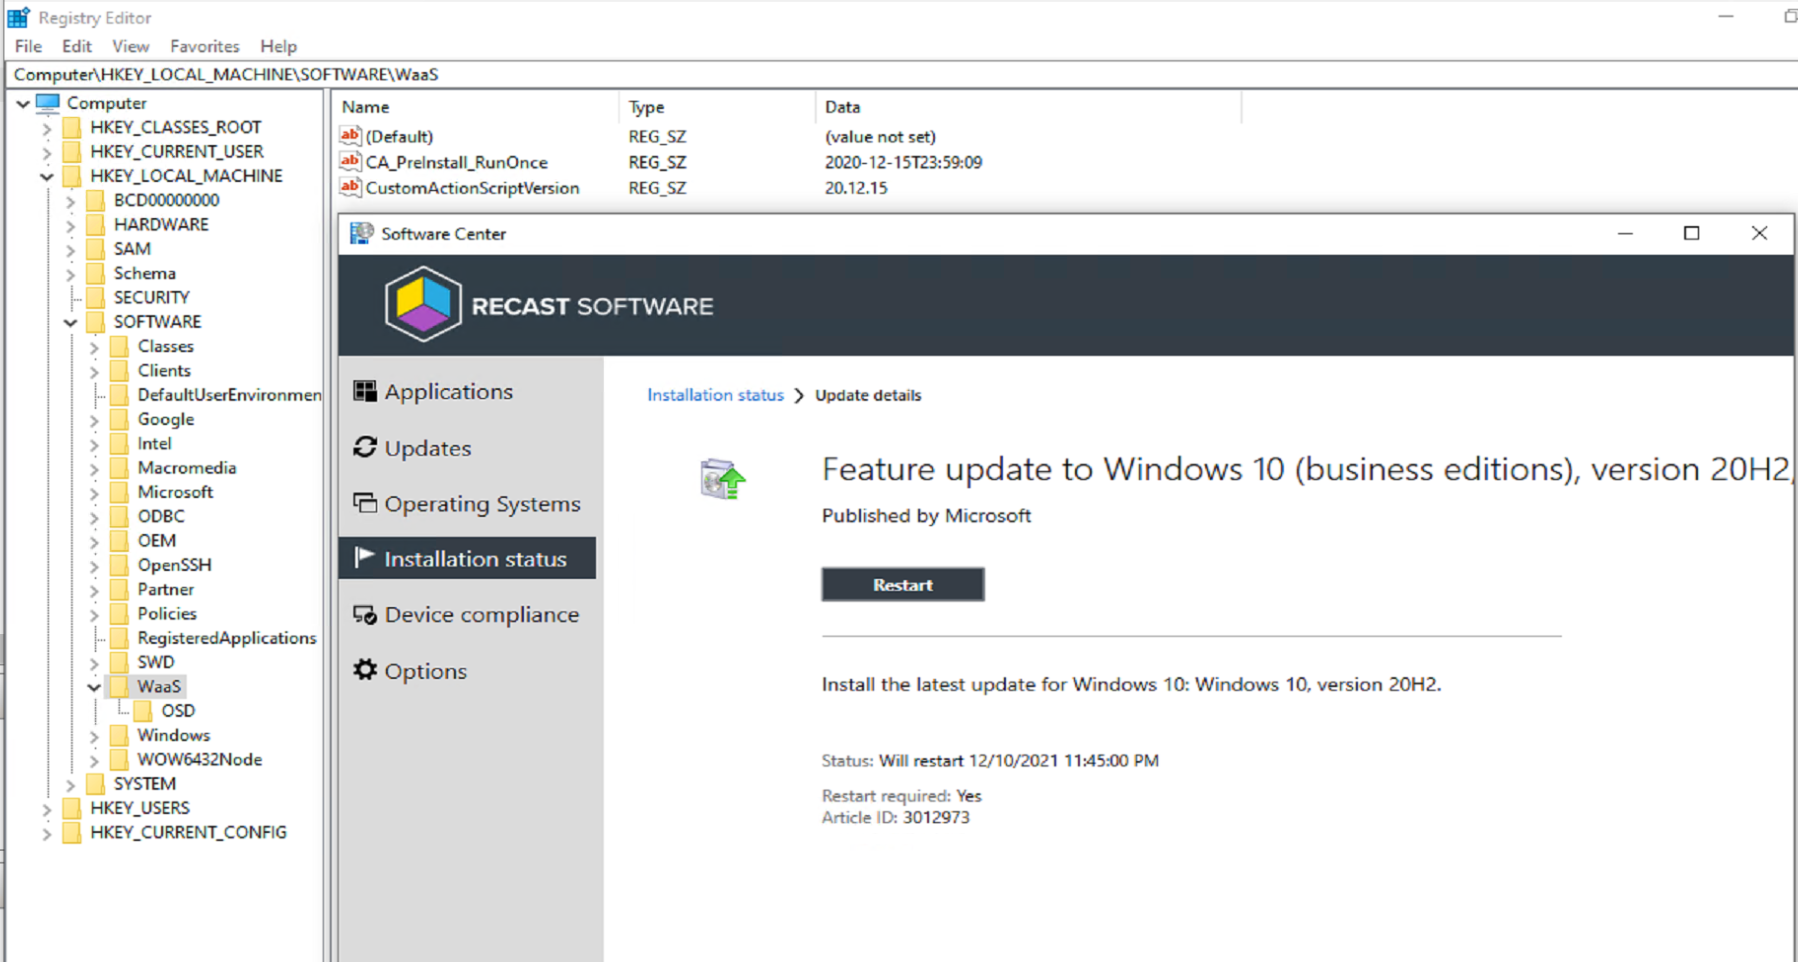 Registry Editor
File Edit View Favorites Help
Computer\HKEY_LOCAL_MACHINE\SOFTWARE\WaaS
Computer
HKEY_CLASSES_ROOT
HKEY_CURRENT_USER
HKEY_LOCAL_MACHINE
BCD00000000
HARDWARE
SAM
Schema
SECURITY
SOFTWARE
Classes
Clients
DefaultUserEnvironmen
Google
Intel
Macromedia
Microsoft
ODBC
OEM
OpenSSH
Partner
Policies
RegisteredApplications
SWD
WaaS
OSD
Windows
WOW6432Node
SYSTEM
HKEY_USERS
HKEY_CURRENT_CONFIG
Name Type Data
ab (Default) REG_SZ (value not set)
ab CA_PreInstall_RunOnce REG_SZ 2020-12-15T23:59:09
ab CustomActionScriptVersion REG_SZ 20.12.15
Software Center
RECAST SOFTWARE
Applications
Updates
Operating Systems
Installation status
Device compliance
Options
Installation status > Update details
Feature update to Windows 10 (business editions), version 20H2,
Published by Microsoft
Restart
Install the latest update for Windows 10: Windows 10, version 20H2.
Status: Will restart 12/10/2021 11:45:00 PM
Restart required: Yes
Article ID: 3012973